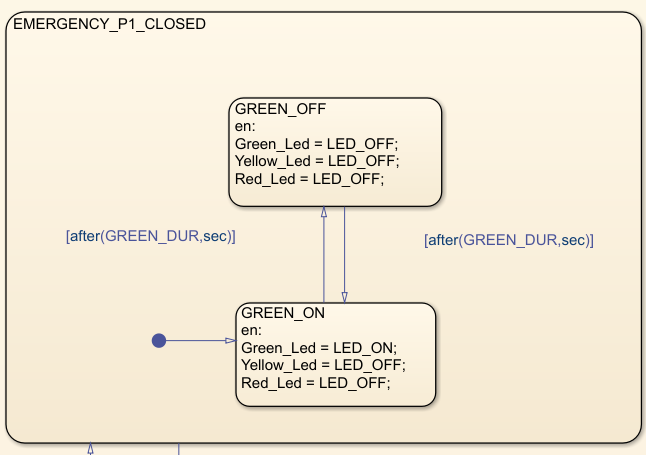 EMERGENCY_P1_CLOSED
GREEN_OFF
en:
Green_Led = LED_OFF;
Yellow_Led = LED_OFF;
Red_Led = LED_OFF;
[after(GREEN_DUR,sec)]
[after(GREEN_DUR,sec)]
GREEN_ON
en:
Green_Led = LED_ON;
Yellow_Led = LED_OFF;
Red_Led = LED_OFF;